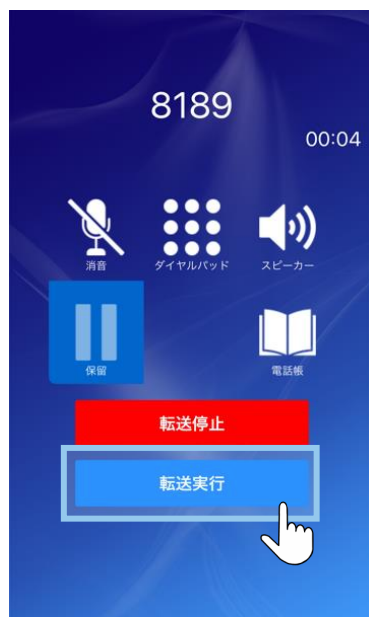 8189
00:04
消音
ダイヤルパッド
スピーカー
保留
電話帳
転送停止
転送実行